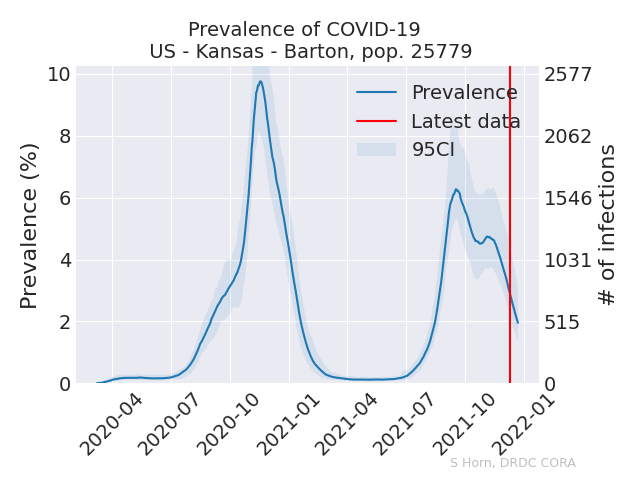 Prevalence of COVID-19
US - Kansas - Barton, pop. 25779
Prevalence (%)
10
8
6
4
2
0
2577
2062
1546
1031
515
0
# of infections
Prevalence
Latest data
95CI
2020-04
2020-07
2020-10
2021-01
2021-04
2021-07
2021-10
2022-01
S Horn, DRDC CORA